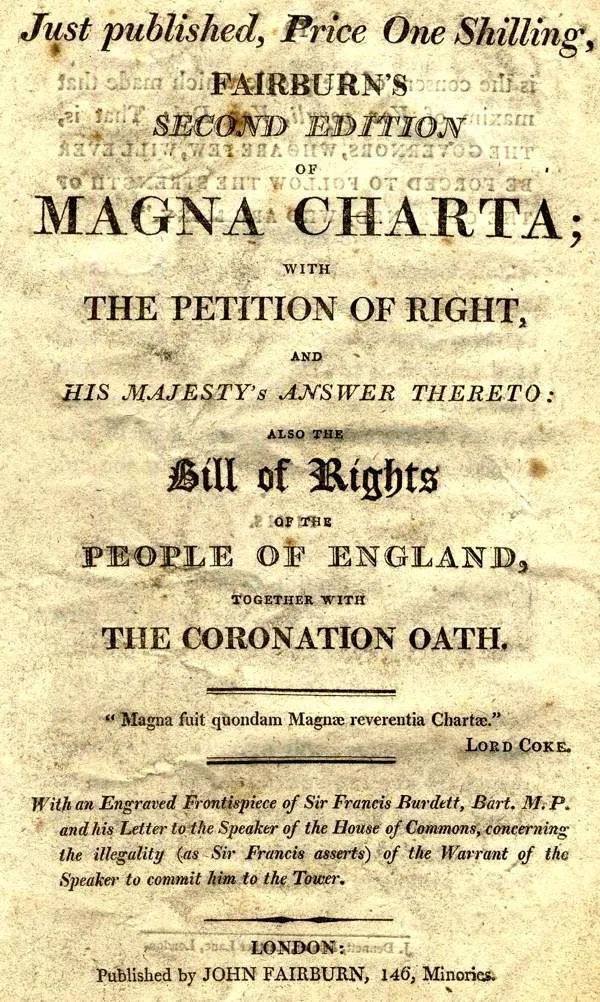 Just published, Price One Shilling,
FAIRBURN'S
SECOND EDITION
OF
MAGNA CHARTA;
WITH
THE PETITION OF RIGHT,
AND
HIS MAJESTY's ANSWER THERETO:
ALSO THE
Bill of Rights
OF THE
PEOPLE OF ENGLAND,
TOGETHER WITH
THE CORONATION OATH.
“ Magna fuit quondam Magnæ reverentia Chartæ.”
LORD COKE.
With an Engraved Frontispiece of Sir Francis Burdett, Bart. M. P.
and his Letter to the Speaker of the House of Commons, concerning
the illegality (as Sir Francis asserts) of the Warrant of the
Speaker to commit him to the Tower.
LONDON:
Published by JOHN FAIRBURN, 146, Minories.